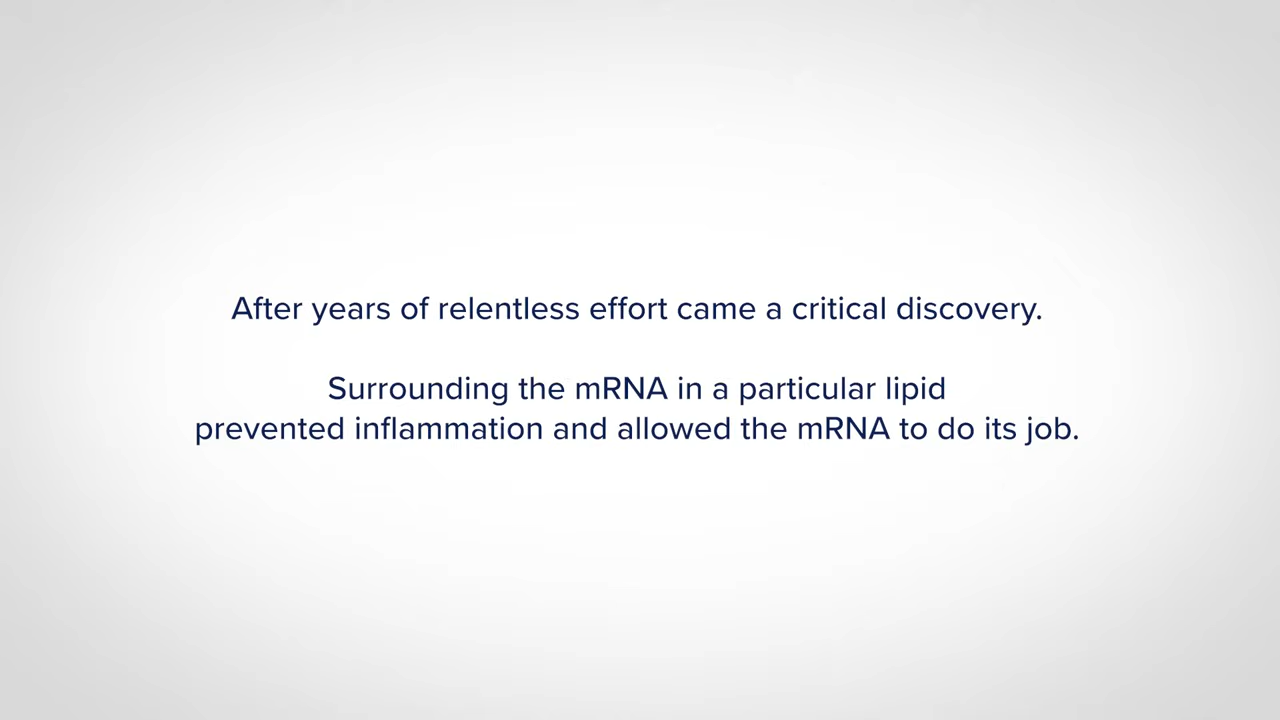 After years of relentless effort came a critical discovery.
Surrounding the mRNA in a particular lipid
prevented inflammation and allowed the mRNA to do its job.